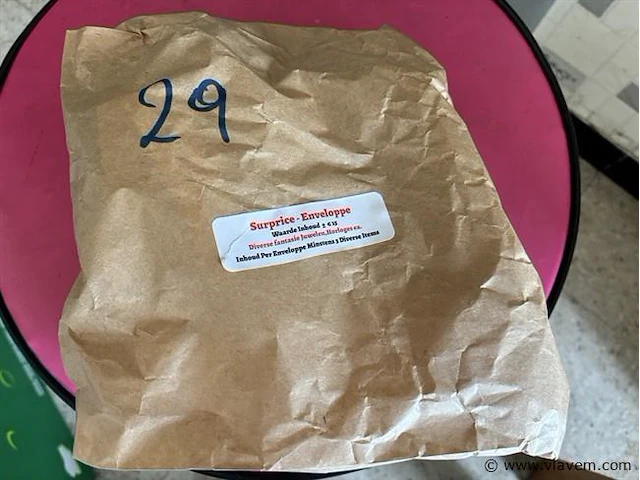 29
Surprice - Enveloppe
Waarde Inhoud ± € 15
Diverse fantasie Juwelen,Horloges ea.
Inhoud Per Enveloppe Minstens 3 Diverse Items
© www.vlavem.com